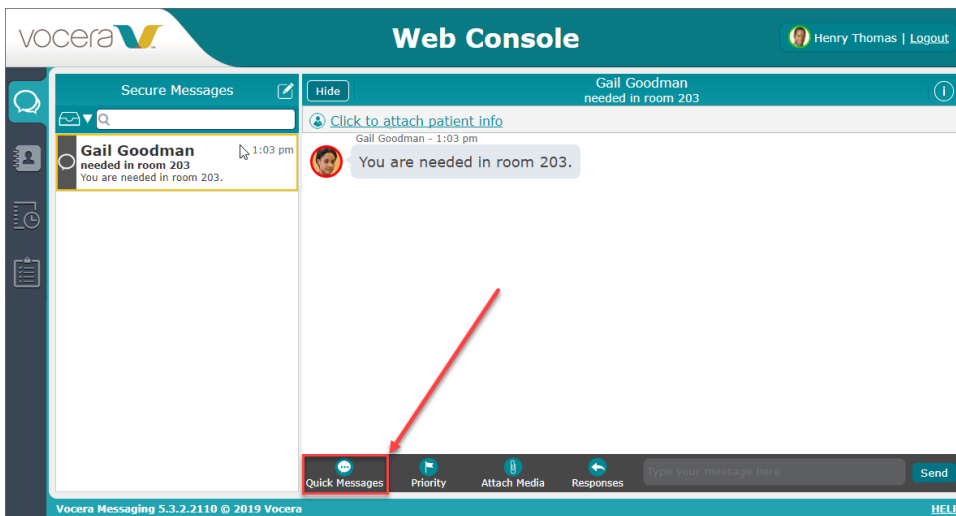 vocera
Web Console
Henry Thomas | Logout
Secure Messages
Hide
Gail Goodman
needed in room 203
Click to attach patient info
Gail Goodman
1:03 pm
needed in room 203
You are needed in room 203.
Gail Goodman - 1:03 pm
You are needed in room 203.
Quick Messages
Priority
Attach Media
Responses
Type your message here
Send
Vocera Messaging 5.3.2.2110 © 2019 Vocera
HELP